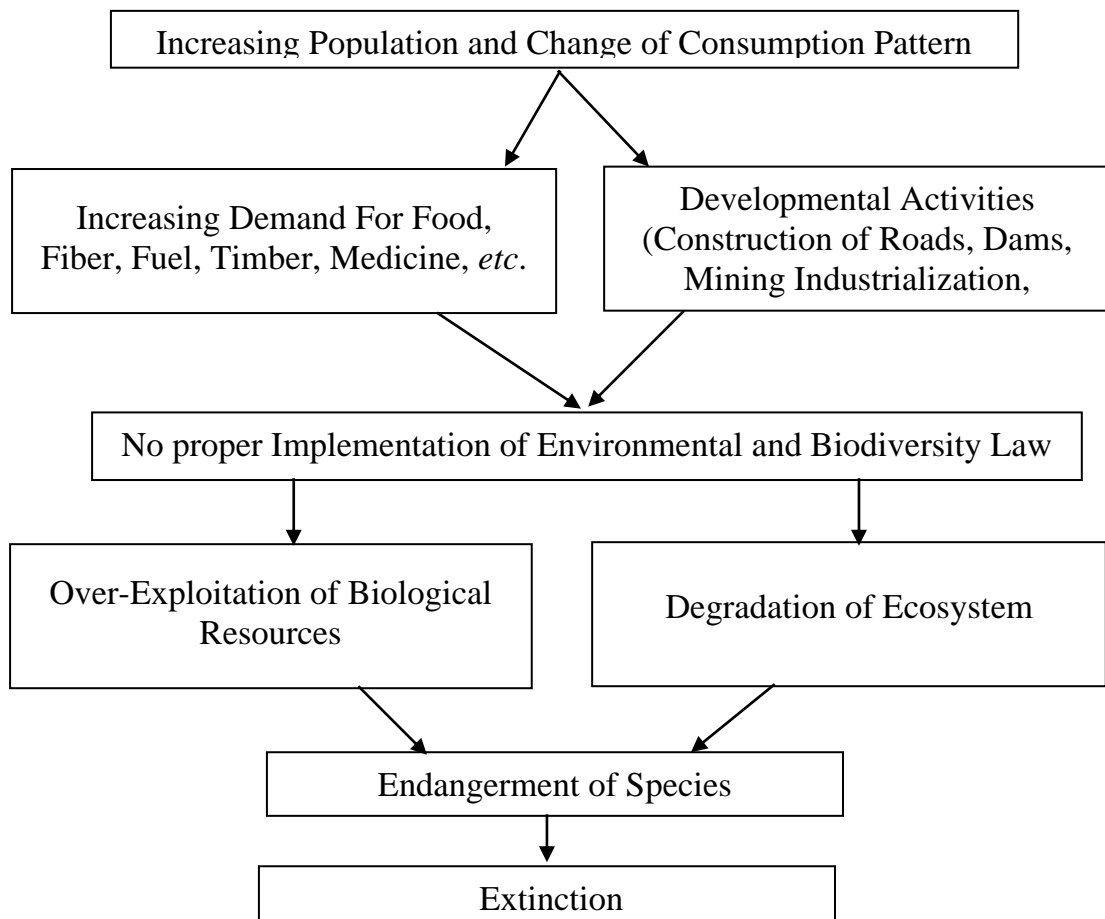 Increasing Population and Change of Consumption Pattern
Increasing Demand For Food,
Fiber, Fuel, Timber, Medicine, etc.
Developmental Activities
(Construction of Roads, Dams,
Mining Industrialization,
No proper Implementation of Environmental and Biodiversity Law
Over-Exploitation of Biological
Resources
Degradation of Ecosystem
Endangerment of Species
Extinction